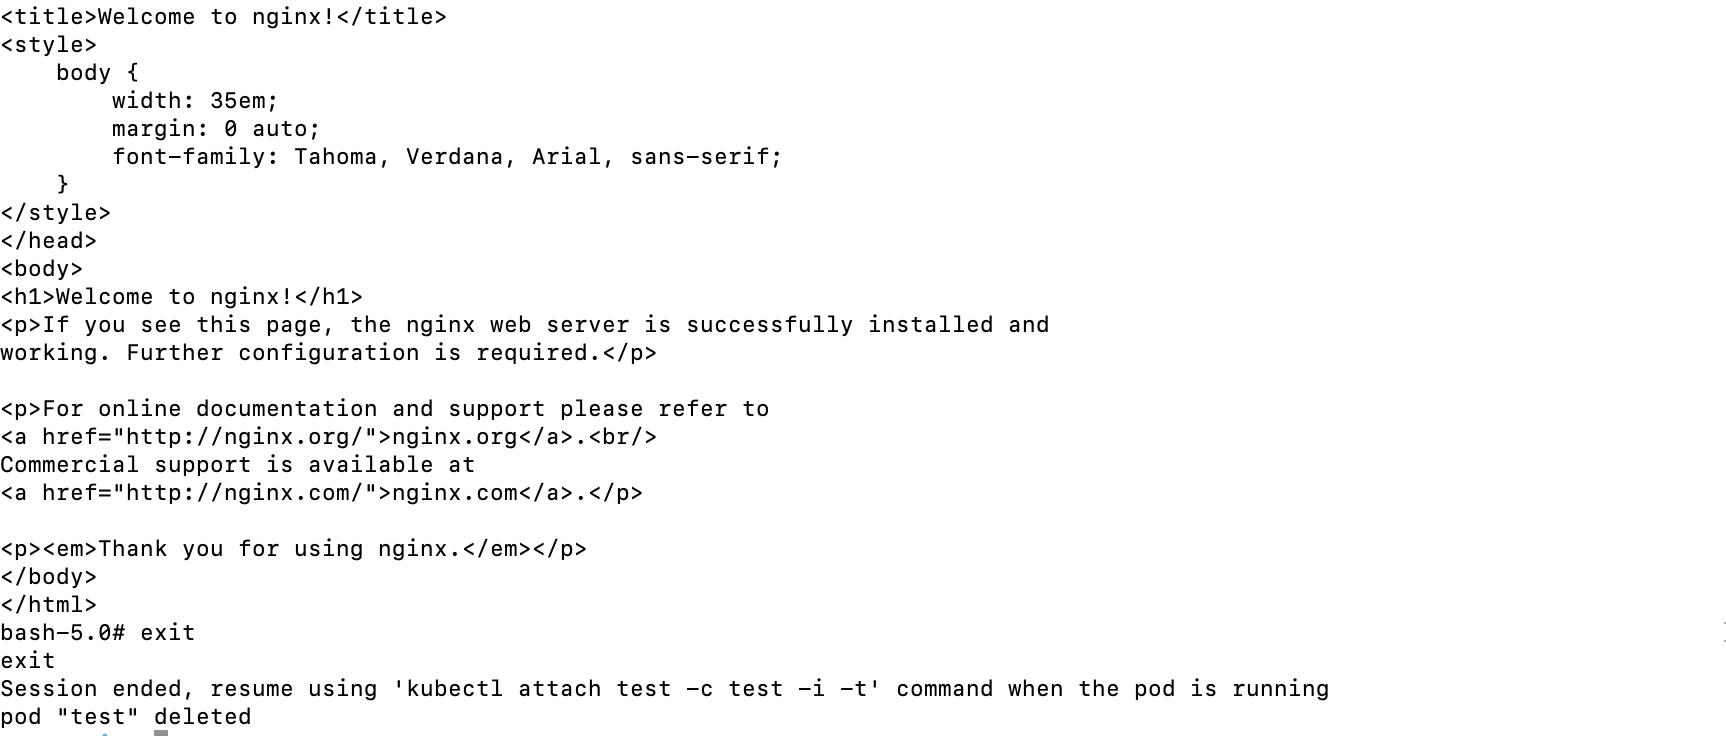 <title>Welcome to nginx!</title>
<style>
    body {
        width: 35em;
        margin: 0 auto;
        font-family: Tahoma, Verdana, Arial, sans-serif;
    }
</style>
</head>
<body>
<h1>Welcome to nginx!</h1>
<p>If you see this page, the nginx web server is successfully installed and
working. Further configuration is required.</p>

<p>For online documentation and support please refer to
<a href="http://nginx.org/">nginx.org</a>.<br/>
Commercial support is available at
<a href="http://nginx.com/">nginx.com</a>.</p>

<p><em>Thank you for using nginx.</em></p>
</body>
</html>
bash-5.0# exit
exit
Session ended, resume using 'kubectl attach test -c test -i -t' command when the pod is running
pod "test" deleted